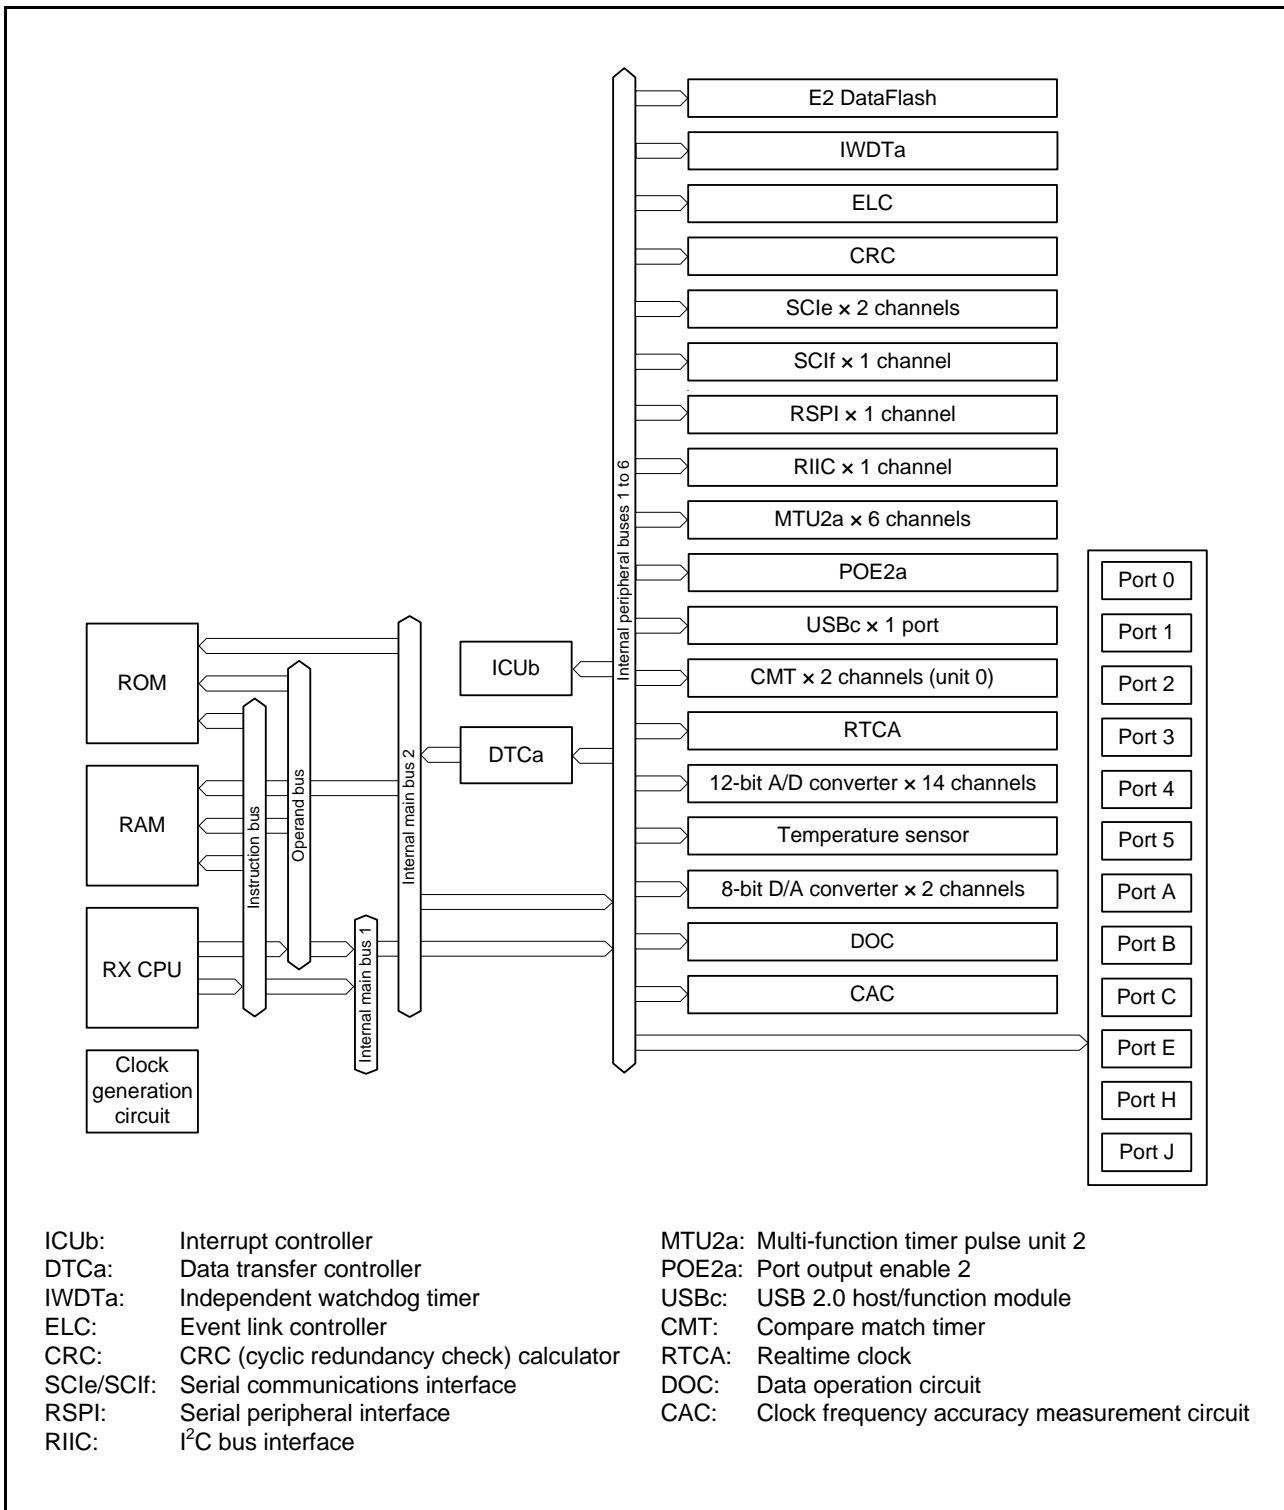 E2 DataFlash
IWDTa
ELC
CRC
SCIe × 2 channels
SCIf × 1 channel
RSPI × 1 channel
RIIC × 1 channel
MTU2a × 6 channels
POE2a
USBc × 1 port
CMT × 2 channels (unit 0)
RTCA
12-bit A/D converter × 14 channels
Temperature sensor
8-bit D/A converter × 2 channels
DOC
CAC
Port 0
Port 1
Port 2
Port 3
Port 4
Port 5
Port A
Port B
Port C
Port E
Port H
Port J
Internal peripheral buses 1 to 6
ICUb
DTCa
Internal main bus 2
Internal main bus 1
Operand bus
Instruction bus
ROM
RAM
RX CPU
Clock
generation
circuit
ICUb: Interrupt controller
DTCa: Data transfer controller
IWDTa: Independent watchdog timer
ELC: Event link controller
CRC: CRC (cyclic redundancy check) calculator
SCIe/SCIf: Serial communications interface
RSPI: Serial peripheral interface
RIIC: I²C bus interface
MTU2a: Multi-function timer pulse unit 2
POE2a: Port output enable 2
USBc: USB 2.0 host/function module
CMT: Compare match timer
RTCA: Realtime clock
DOC: Data operation circuit
CAC: Clock frequency accuracy measurement circuit